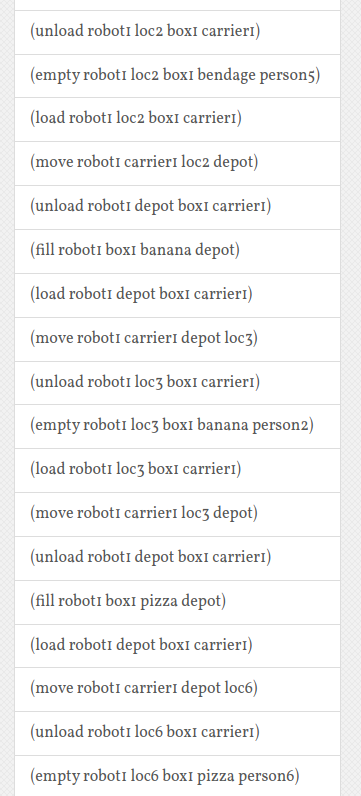 (unload robot1 loc2 box1 carrier1)
(empty robot1 loc2 box1 bendage person5)
(load robot1 loc2 box1 carrier1)
(move robot1 carrier1 loc2 depot)
(unload robot1 depot box1 carrier1)
(fill robot1 box1 banana depot)
(load robot1 depot box1 carrier1)
(move robot1 carrier1 depot loc3)
(unload robot1 loc3 box1 carrier1)
(empty robot1 loc3 box1 banana person2)
(load robot1 loc3 box1 carrier1)
(move robot1 carrier1 loc3 depot)
(unload robot1 depot box1 carrier1)
(fill robot1 box1 pizza depot)
(load robot1 depot box1 carrier1)
(move robot1 carrier1 depot loc6)
(unload robot1 loc6 box1 carrier1)
(empty robot1 loc6 box1 pizza person6)